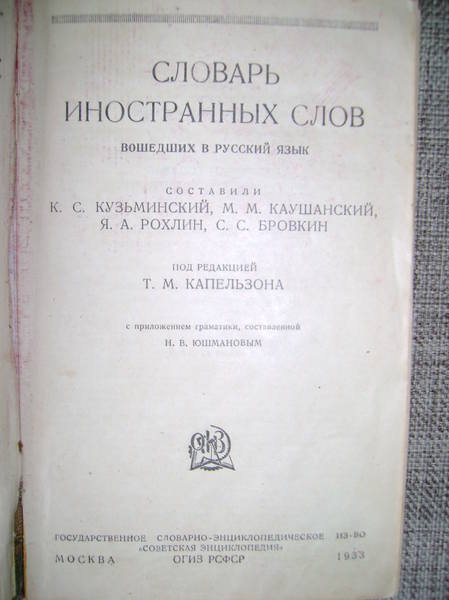 СЛОВАРЬ
ИНОСТРАННЫХ СЛОВ
ВОШЕДШИХ В РУССКИЙ ЯЗЫК
СОСТАВИЛИ
К. С. КУЗЬМИНСКИЙ, М. М. КАУШАНСКИЙ,
Я. А. РОХЛИН, С. С. БРОВКИН
ПОД РЕДАКЦИЕЙ
Т. М. КАПЕЛЬЗОНА
с приложением граматики, составленной
Н. В. ЮШМАНОВЫМ
ГОСУДАРСТВЕННОЕ СЛОВАРНО-ЭНЦИКЛОПЕДИЧЕСКОЕ ИЗ-ВО
«СОВЕТСКАЯ ЭНЦИКЛОПЕДИЯ»
МОСКВА ОГИЗ РСФСР 1933